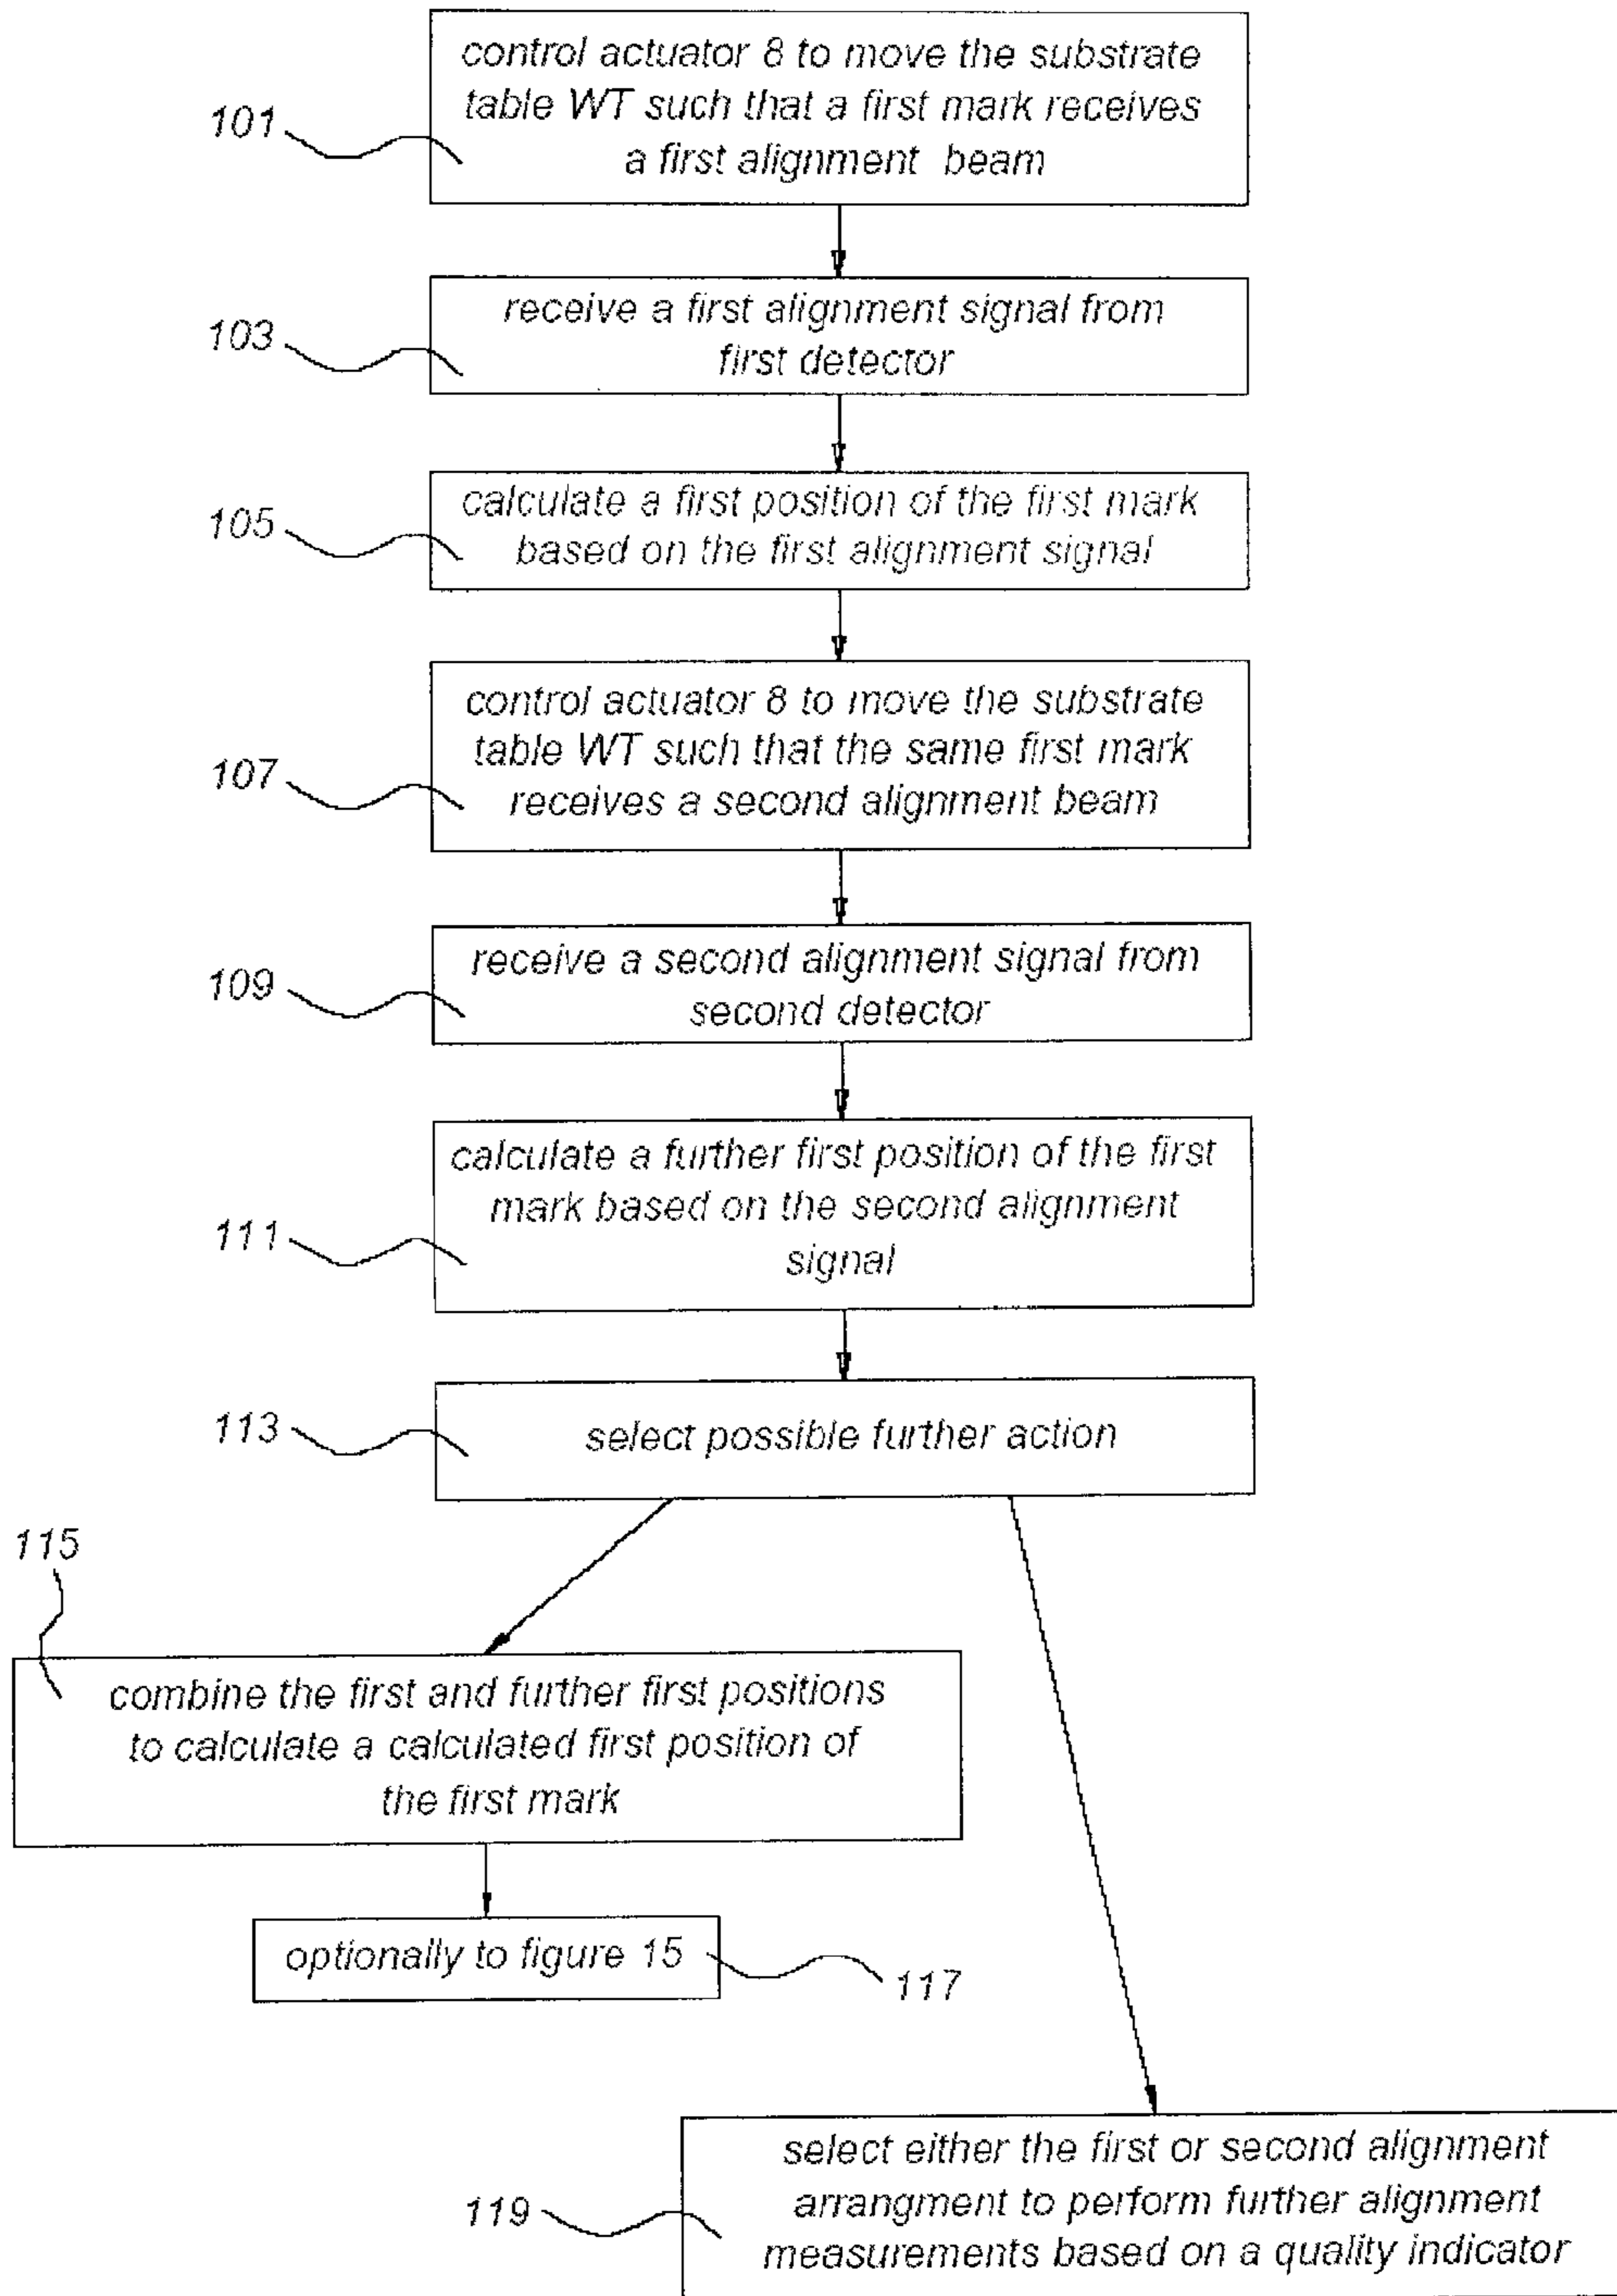 control actuator 8 to move the substrate
table WT such that a first mark receives
a first alignment beam
101
receive a first alignment signal from
first detector
103
calculate a first position of the first mark
based on the first alignment signal
105
control actuator 8 to move the substrate
table WT such that the same first mark
receives a second alignment beam
107
receive a second alignment signal from
second detector
109
calculate a further first position of the first
mark based on the second alignment
signal
111
select possible further action
113
115
combine the first and further first positions
to calculate a calculated first position of
the first mark
optionally to figure 15
117
select either the first or second alignment
arrangment to perform further alignment
measurements based on a quality indicator
119